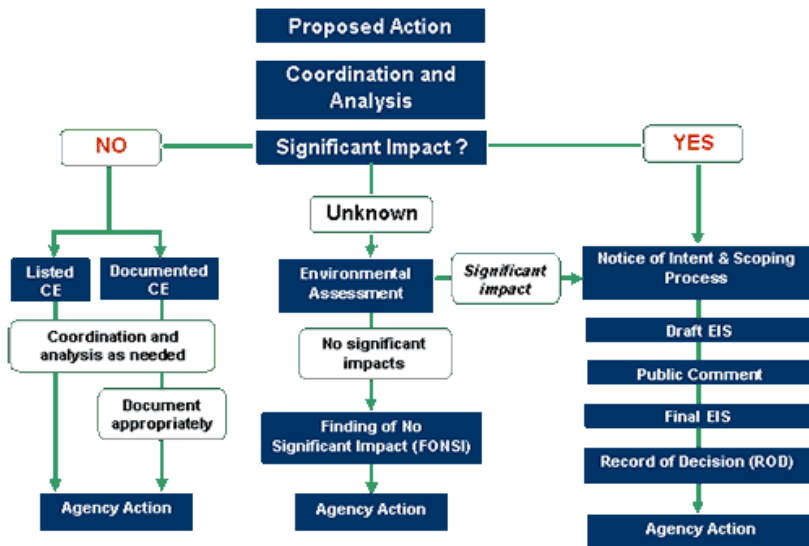 Proposed Action
Coordination and
Analysis
NO
Significant Impact ?
YES
Unknown
Listed
CE
Documented
CE
Environmental
Assessment
Significant
impact
Notice of Intent & Scoping
Process
Coordination and
analysis as needed
No significant
impacts
Draft EIS
Public Comment
Document
appropriately
Finding of No
Significant Impact (FONSI)
Final EIS
Record of Decision (ROD)
Agency Action
Agency Action
Agency Action